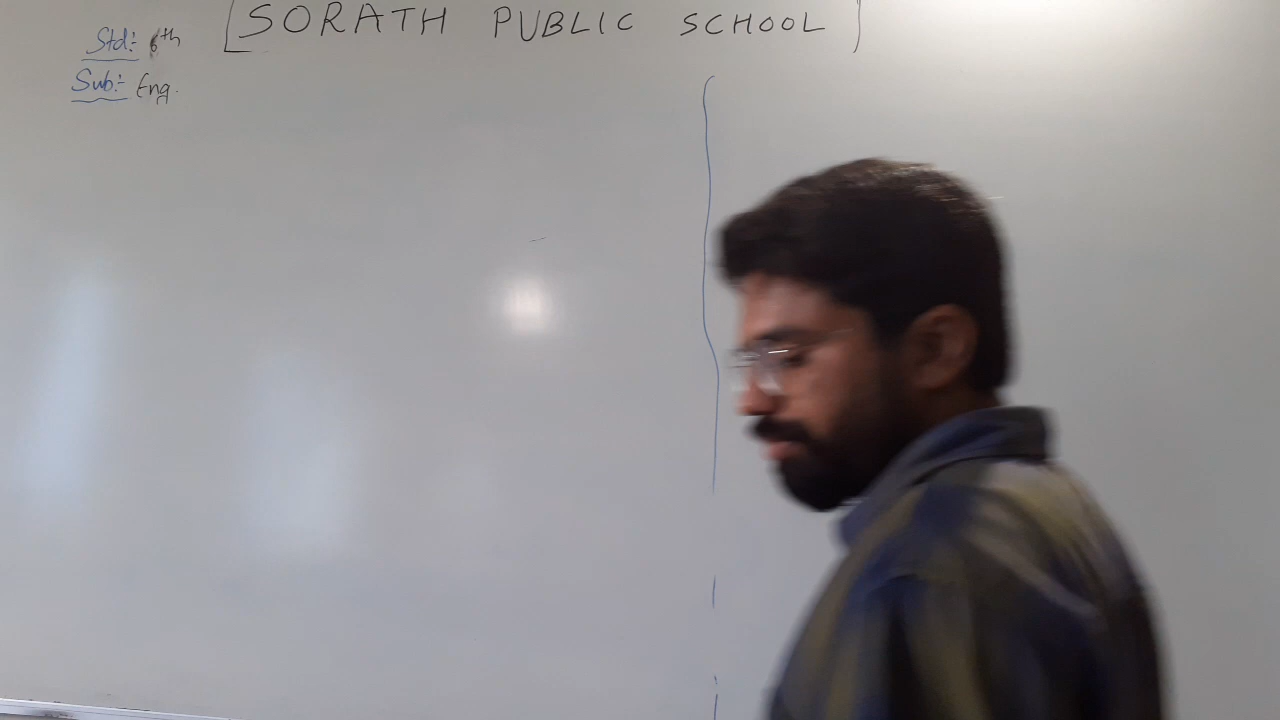 [SORATH PUBLIC SCHOOL]
Std:- 6th
Sub:- Eng.